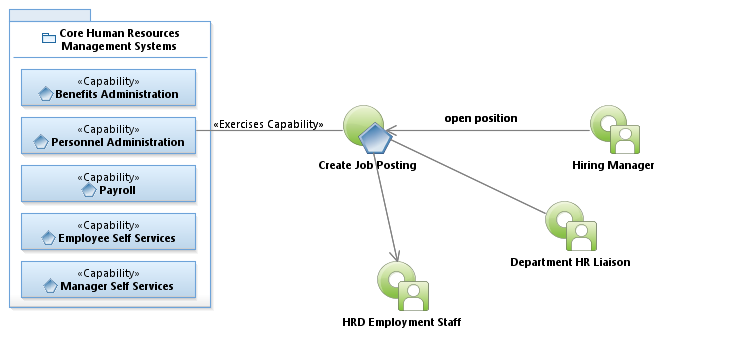 Core Human Resources
Management Systems
«Capability»
Benefits Administration
«Capability»
Personnel Administration
«Capability»
Payroll
«Capability»
Employee Self Services
«Capability»
Manager Self Services
«Exercises Capability»
Create Job Posting
open position
Hiring Manager
Department HR Liaison
HRD Employment Staff